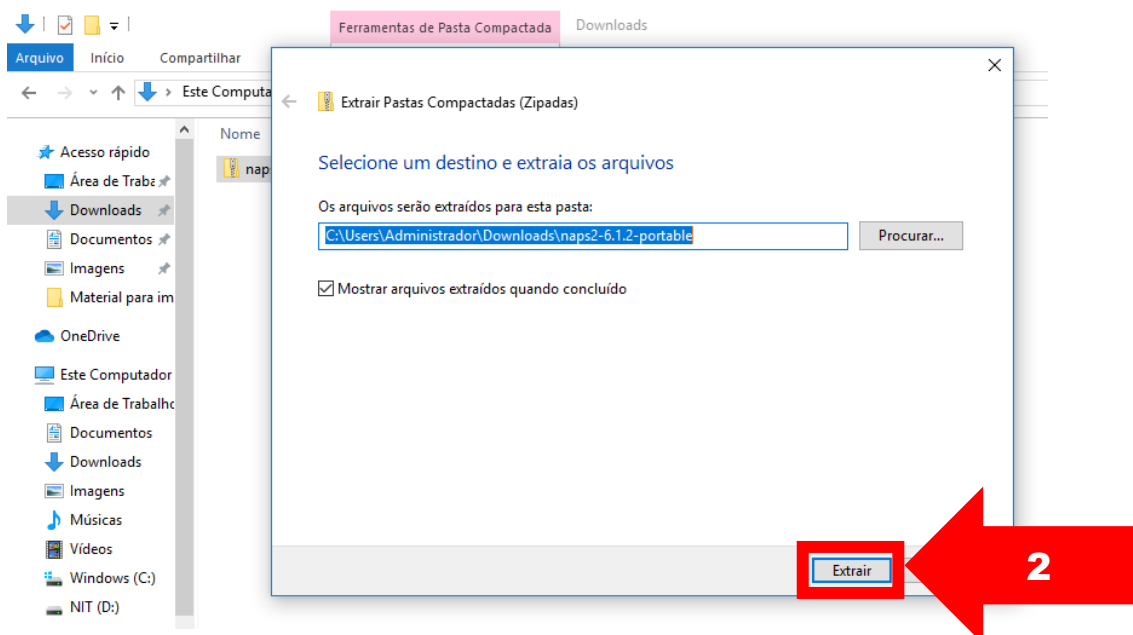 Ferramentas de Pasta Compactada
Downloads
Arquivo
Início
Compartilhar
Este Computa
Nome
nap
Acesso rápido
Área de Traba
Downloads
Documentos
Imagens
Material para im
OneDrive
Este Computador
Área de Trabalho
Documentos
Downloads
Imagens
Músicas
Vídeos
Windows (C:)
NIT (D:)
Extrair Pastas Compactadas (Zipadas)
Selecione um destino e extraia os arquivos
Os arquivos serão extraídos para esta pasta:
C:\Users\Administrador\Downloads\naps2-6.1.2-portable
Procurar...
Mostrar arquivos extraídos quando concluído
Extrair
2